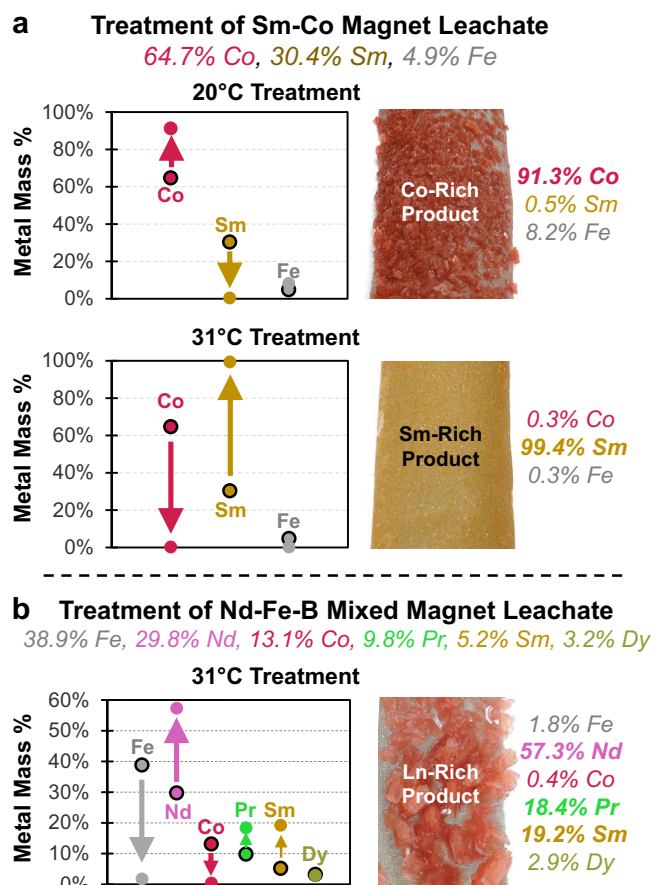 a Treatment of Sm-Co Magnet Leachate
64.7% Co, 30.4% Sm, 4.9% Fe
20°C Treatment
Metal Mass %
100%
80%
60%
40%
20%
0%
Co
Sm
Fe
Co-Rich
Product
91.3% Co
0.5% Sm
8.2% Fe
31°C Treatment
Metal Mass %
100%
80%
60%
40%
20%
0%
Co
Sm
Fe
Sm-Rich
Product
0.3% Co
99.4% Sm
0.3% Fe
b Treatment of Nd-Fe-B Mixed Magnet Leachate
38.9% Fe, 29.8% Nd, 13.1% Co, 9.8% Pr, 5.2% Sm, 3.2% Dy
31°C Treatment
Metal Mass %
60%
50%
40%
30%
20%
10%
0%
Fe
Nd
Co
Pr
Sm
Dy
Ln-Rich
Product
1.8% Fe
57.3% Nd
0.4% Co
18.4% Pr
19.2% Sm
2.9% Dy